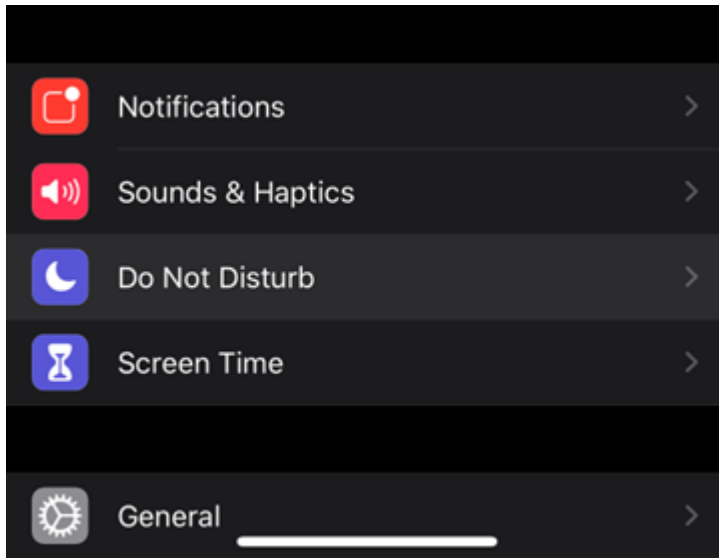 Notifications
Sounds & Haptics
Do Not Disturb
Screen Time
General